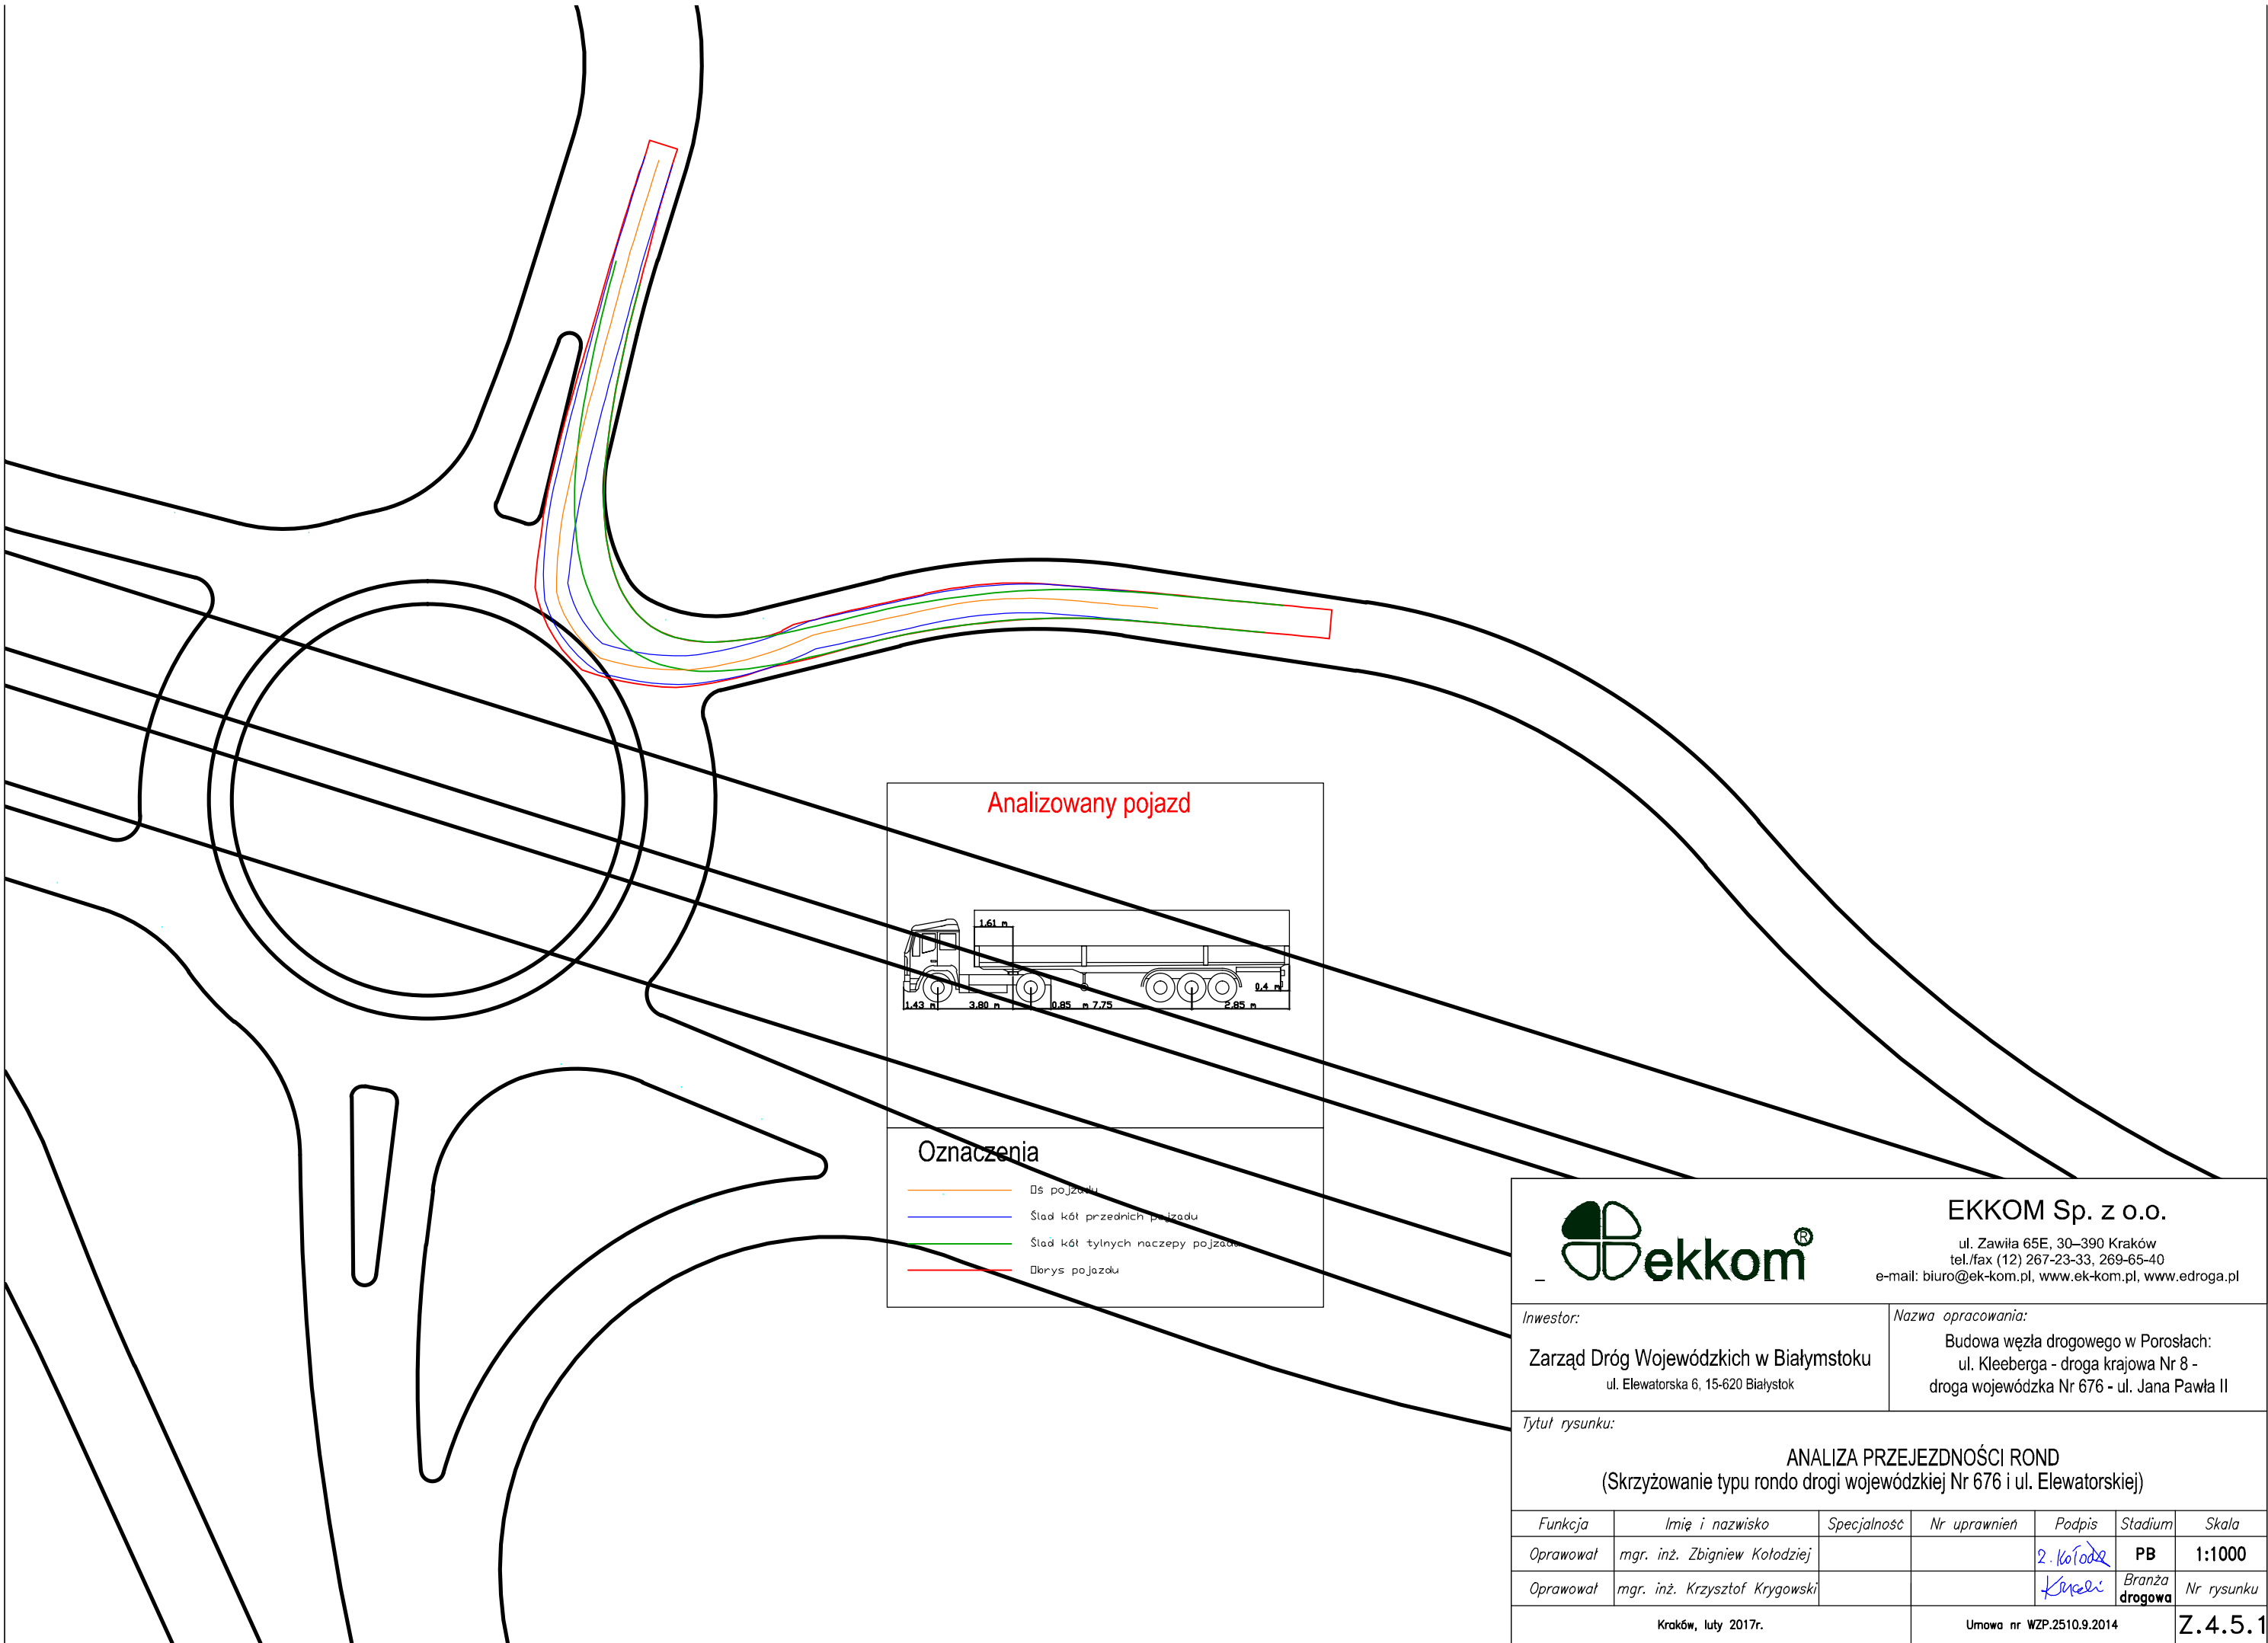 Analizowany pojazd
1.61 m
0.4 m
1.43 m 3.80 m 0.85 m 7.75 2.85 m
Oznaczenia
Oś pojzadu
Ślad kół przednich pojzadu
Ślad kół tylnych naczepy pojzadu
Obrys pojazdu
ekkom®
EKKOM Sp. z o.o.
ul. Zawiła 65E, 30–390 Kraków
tel./fax (12) 267-23-33, 269-65-40
e-mail: biuro@ek-kom.pl, www.ek-kom.pl, www.edroga.pl
Inwestor:
Zarząd Dróg Wojewódzkich w Białymstoku
ul. Elewatorska 6, 15-620 Białystok
Nazwa opracowania:
Budowa węzła drogowego w Porosłach:
ul. Kleeberga - droga krajowa Nr 8 -
droga wojewódzka Nr 676 - ul. Jana Pawła II
Tytuł rysunku:
ANALIZA PRZEJEZDNOŚCI ROND
(Skrzyżowanie typu rondo drogi wojewódzkiej Nr 676 i ul. Elewatorskiej)
Funkcja Imię i nazwisko Specjalność Nr uprawnień Podpis Stadium Skala
Oprawował mgr. inż. Zbigniew Kołodziej PB 1:1000
Oprawował mgr. inż. Krzysztof Krygowski Branża drogowa Nr rysunku
Kraków, luty 2017r. Umowa nr WZP.2510.9.2014 Z.4.5.1